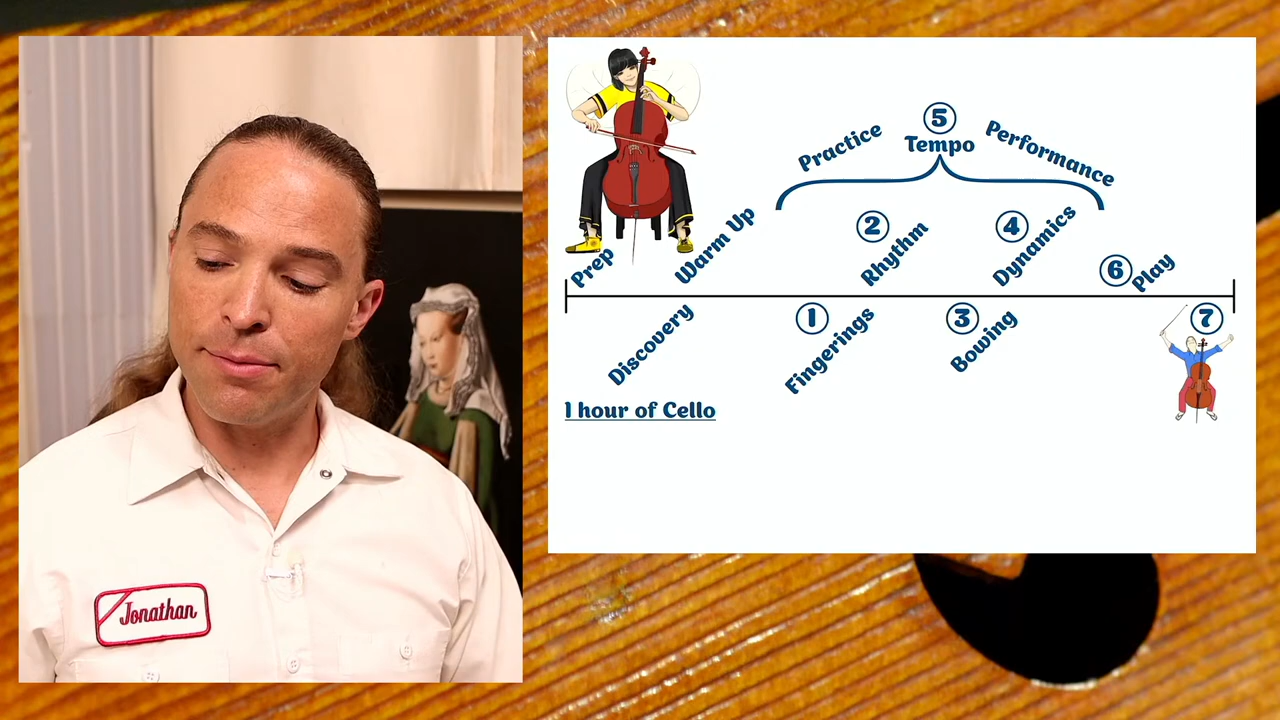 Jonathan
5
Tempo
Practice
Performance
2
Rhythm
4
Dynamics
6
Play
Prep
Warm Up
Discovery
1
Fingerings
3
Bowing
7
1 hour of Cello